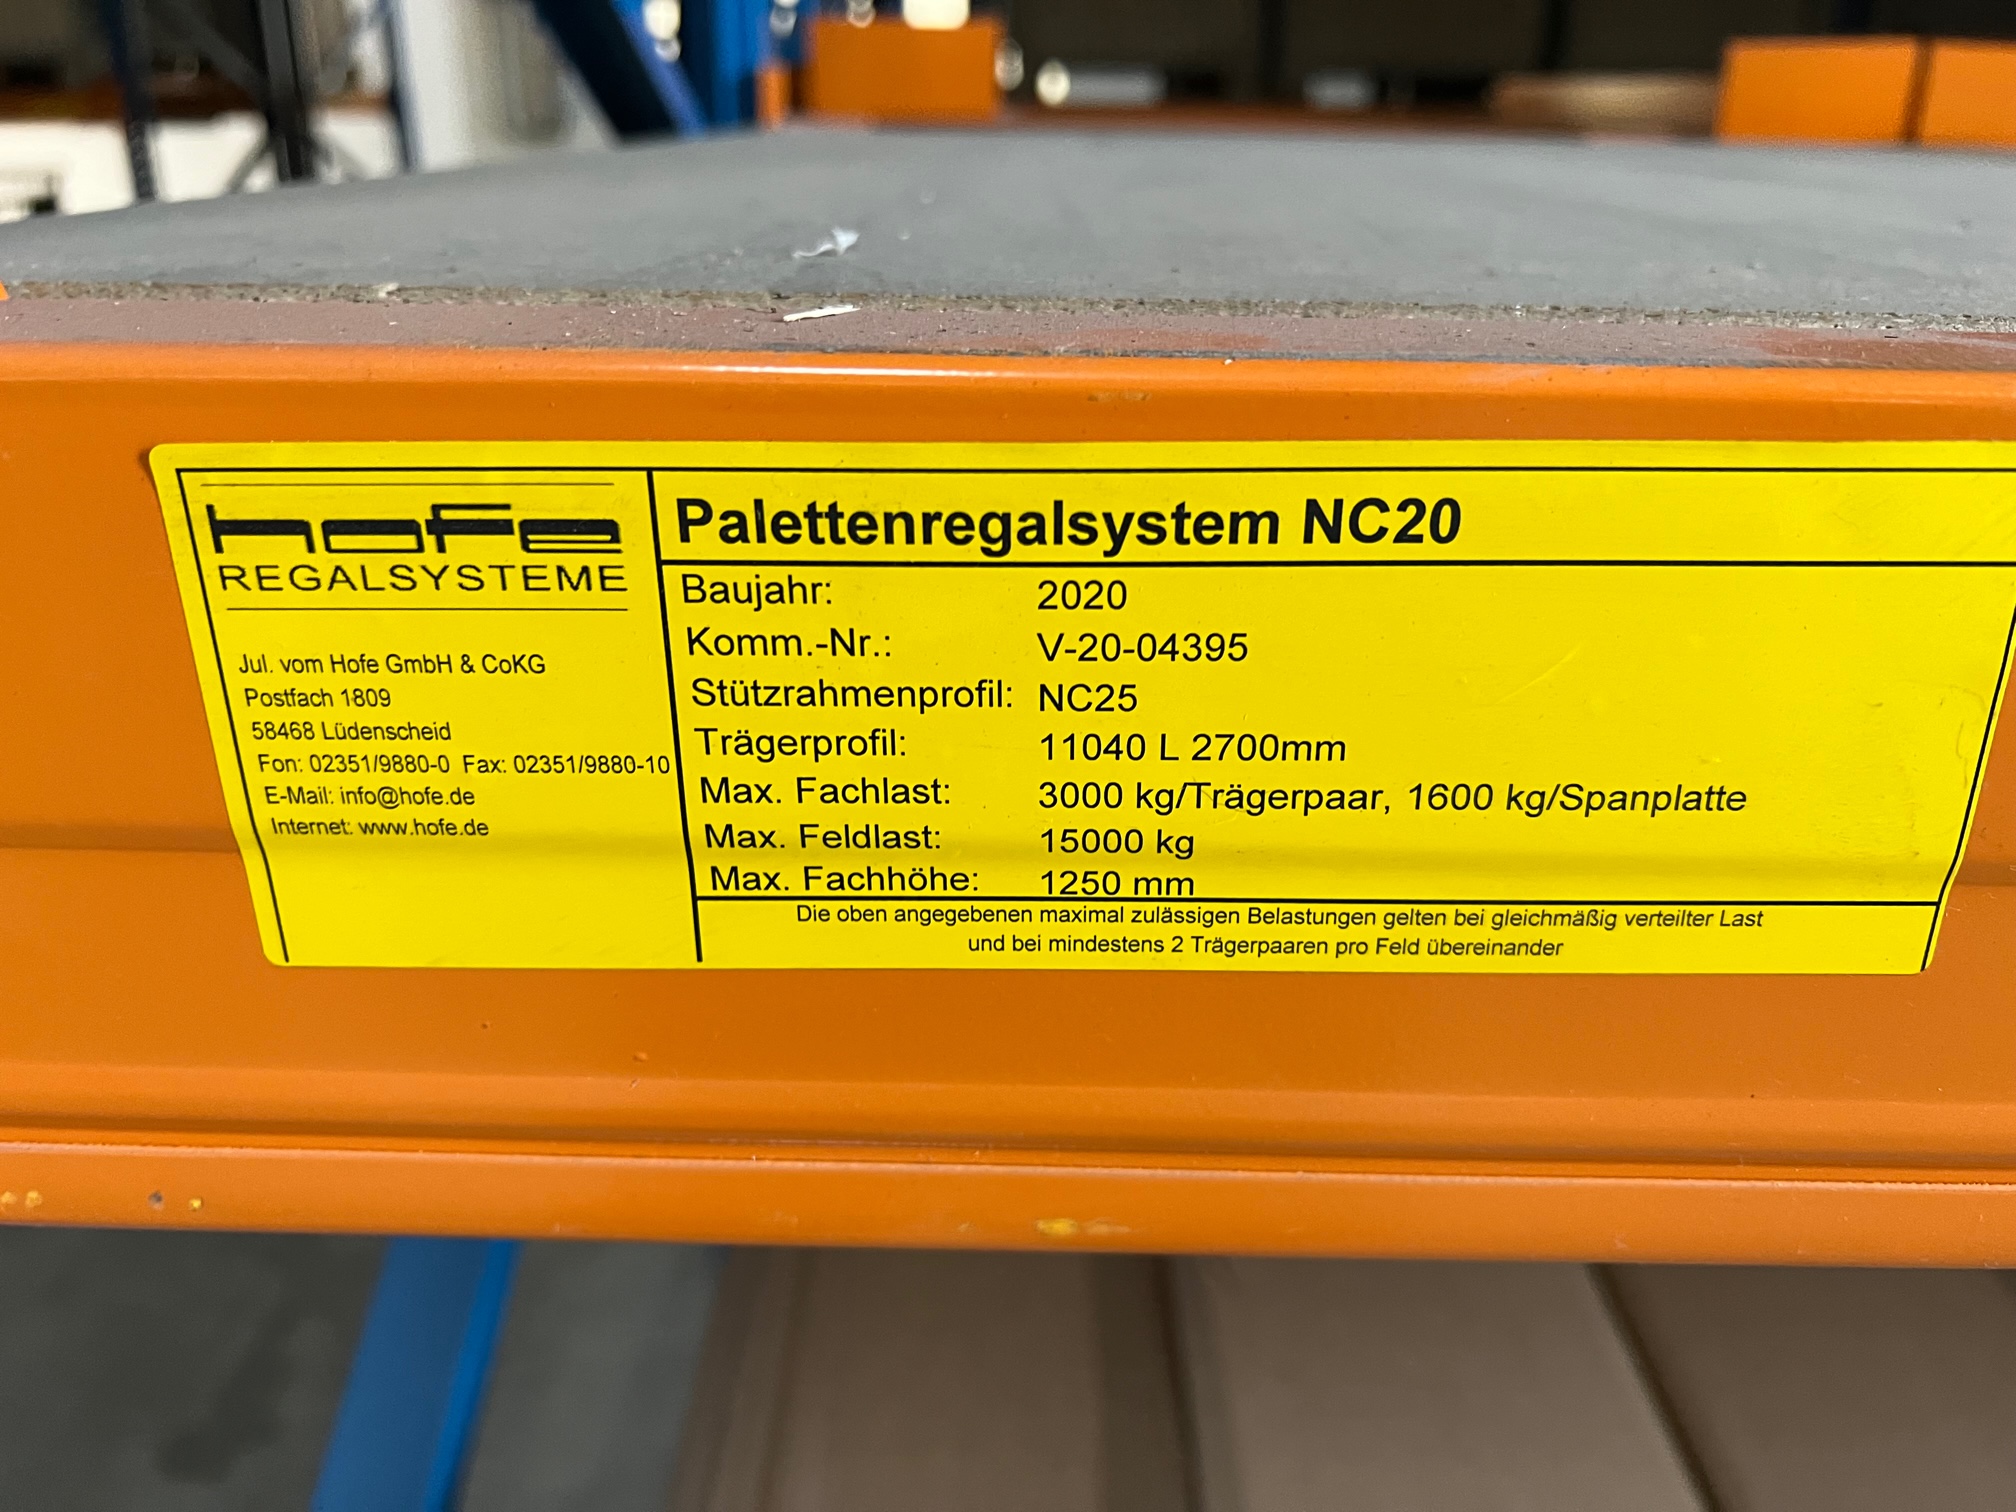 hofe
REGALSYSTEME
Jul. vom Hofe GmbH & CoKG
Postfach 1809
58468 Lüdenscheid
Fon: 02351/9880-0 Fax: 02351/9880-10
E-Mail: info@hofe.de
Internet: www.hofe.de
Palettenregalsystem NC20
Baujahr: 2020
Komm.-Nr.: V-20-04395
Stützrahmenprofil: NC25
Trägerprofil: 11040 L 2700mm
Max. Fachlast: 3000 kg/Trägerpaar, 1600 kg/Spanplatte
Max. Feldlast: 15000 kg
Max. Fachhöhe: 1250 mm
Die oben angegebenen maximal zulässigen Belastungen gelten bei gleichmäßig verteilter Last
und bei mindestens 2 Trägerpaaren pro Feld übereinander